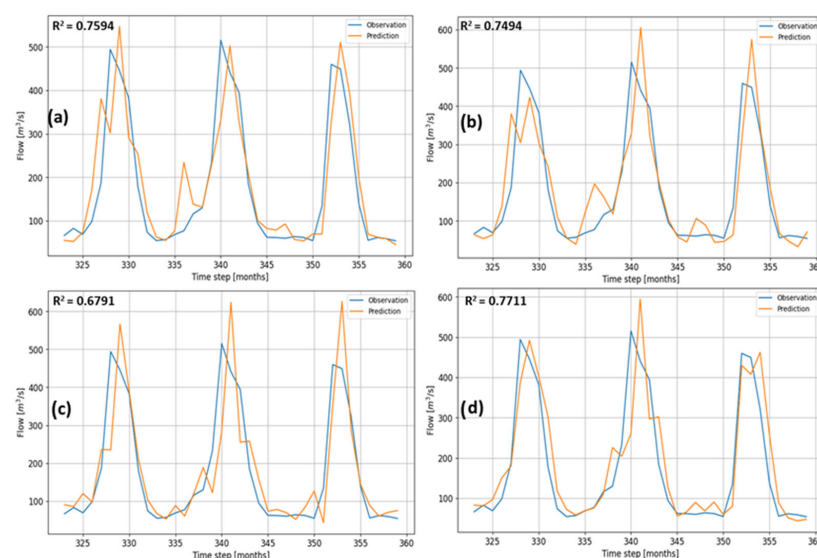 R² = 0.7594
Observation
Prediction
500
400
300
200
100
Flow [m³/s]
(a)
325 330 335 340 345 350 355 360
Time step [months]
R² = 0.7494
Observation
Prediction
600
500
400
300
200
100
Flow [m³/s]
(b)
325 330 335 340 345 350 355 360
Time step [months]
R² = 0.6791
Observation
Prediction
600
500
400
300
200
100
Flow [m³/s]
(c)
325 330 335 340 345 350 355 360
Time step [months]
R² = 0.7711
Observation
Prediction
600
500
400
300
200
100
Flow [m³/s]
(d)
325 330 335 340 345 350 355 360
Time step [months]